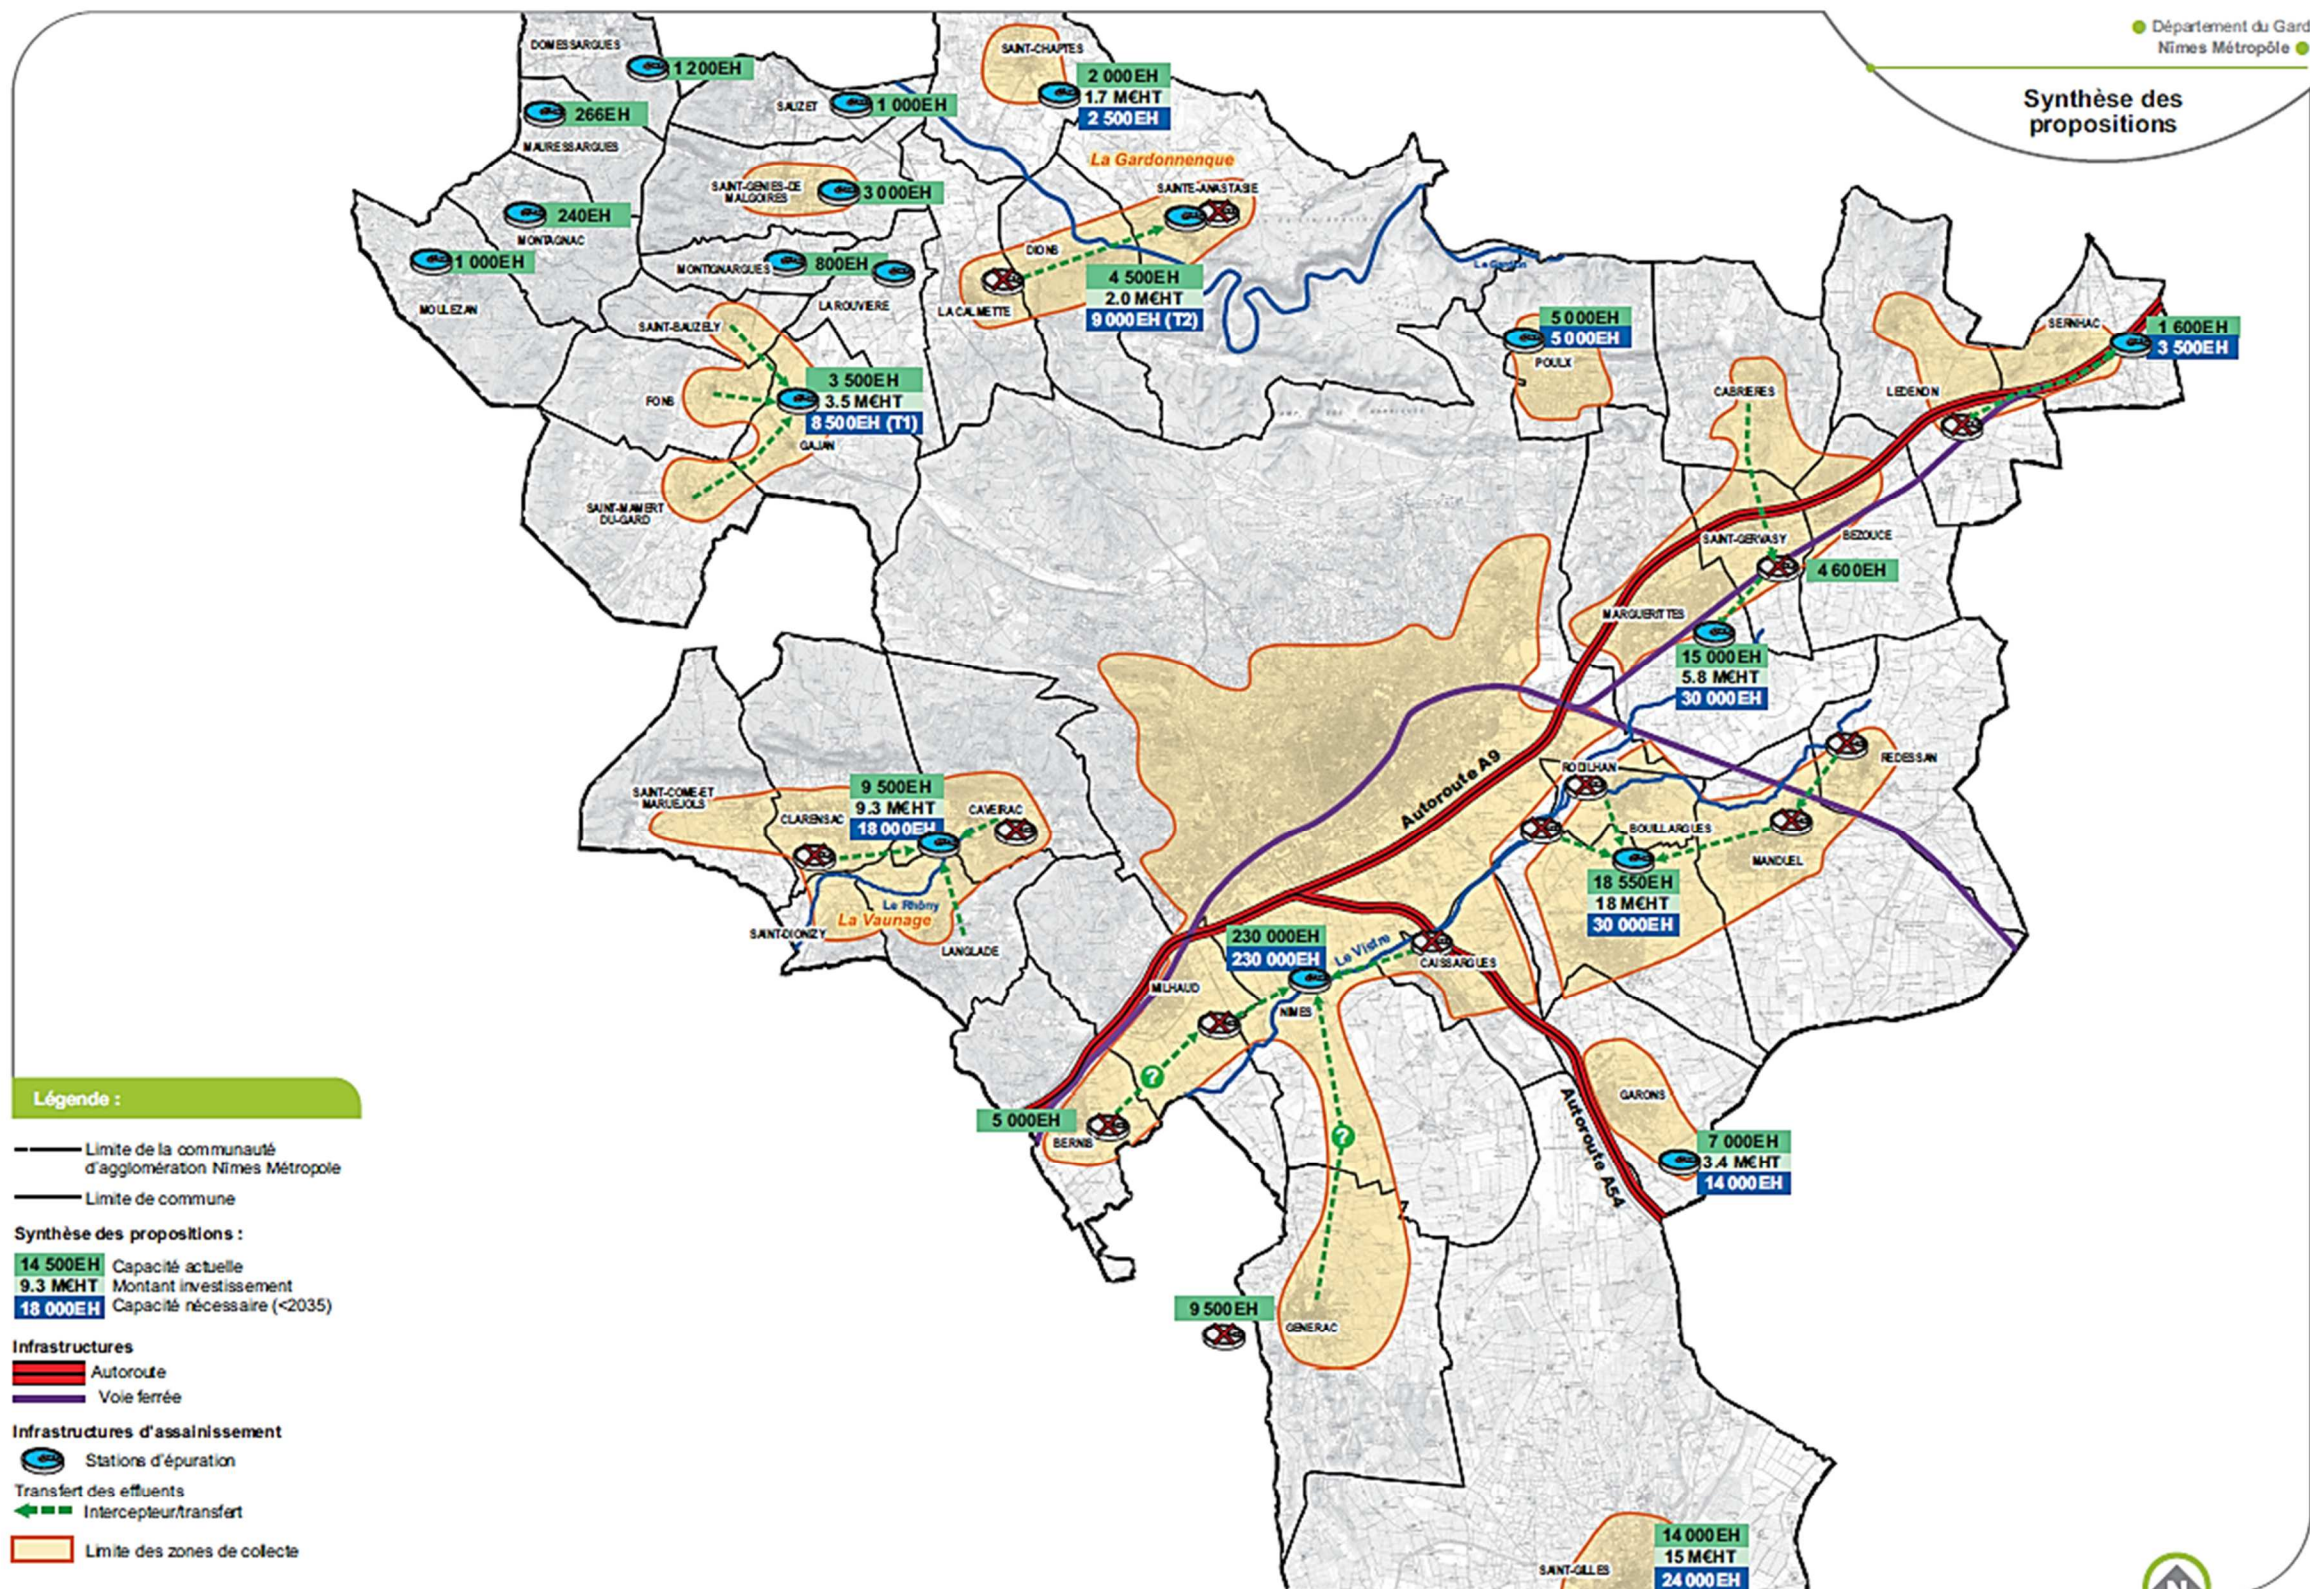 Département du Gard
Nîmes Métropôle
Synthèse des
propositions
DOMESSARGUES
1 200EH
SAINT-CHAPTES
2 000EH
1.7 M€HT
2 500EH
SAUZET
1 000EH
266EH
MAURESSARGUES
La Gardonnenque
SAINT-GENIES-DE
MALGOIRES
3 000EH
SAINTE-ANASTASIE
240EH
MONTAGNAC
DIONS
1 000EH
MOULEZAN
MONTIGNARGUES
800EH
LA ROUVIERE
LA CALMETTE
4 500EH
2.0 M€HT
9 000EH (T2)
Le Gardon
SAINT-BAUZELY
5 000EH
5 000EH
POULX
SERNHAC
1 600EH
3 500EH
FONS
3 500EH
3.5 M€HT
8 500EH (T1)
GAJAN
CABRIERES
LEDENON
SAINT-MAMERT
DU-GARD
SAINT-GERVASY
BEZOUCE
4 600EH
MARGUERITTES
15 000EH
5.8 M€HT
30 000EH
RODILHAN
REDESSAN
Autoroute A9
SAINT-COME-ET
MARUEJOLS
CLARENSAC
9 500EH
9.3 M€HT
18 000EH
CAVEIRAC
BOUILLARGUES
MANDUEL
18 550EH
18 M€HT
30 000EH
Le Rhôny
La Vaunage
SAINT-DIONIZY
LANGLADE
230 000EH
230 000EH
Le Vistre
CAISSARGUES
MILHAUD
NIMES
?
GARONS
5 000EH
BERNIS
?
Autoroute A54
7 000EH
3.4 M€HT
14 000EH
9 500EH
GENERAC
14 000EH
15 M€HT
24 000EH
SAINT-GILLES
N
Légende :
Limite de la communauté
d'agglomération Nîmes Métropole
Limite de commune
Synthèse des propositions :
14 500EH Capacité actuelle
9.3 M€HT Montant investissement
18 000EH Capacité nécessaire (<2035)
Infrastructures
Autoroute
Voie ferrée
Infrastructures d'assainissement
Stations d'épuration
Transfert des effluents
Intercepteur/transfert
Limite des zones de collecte